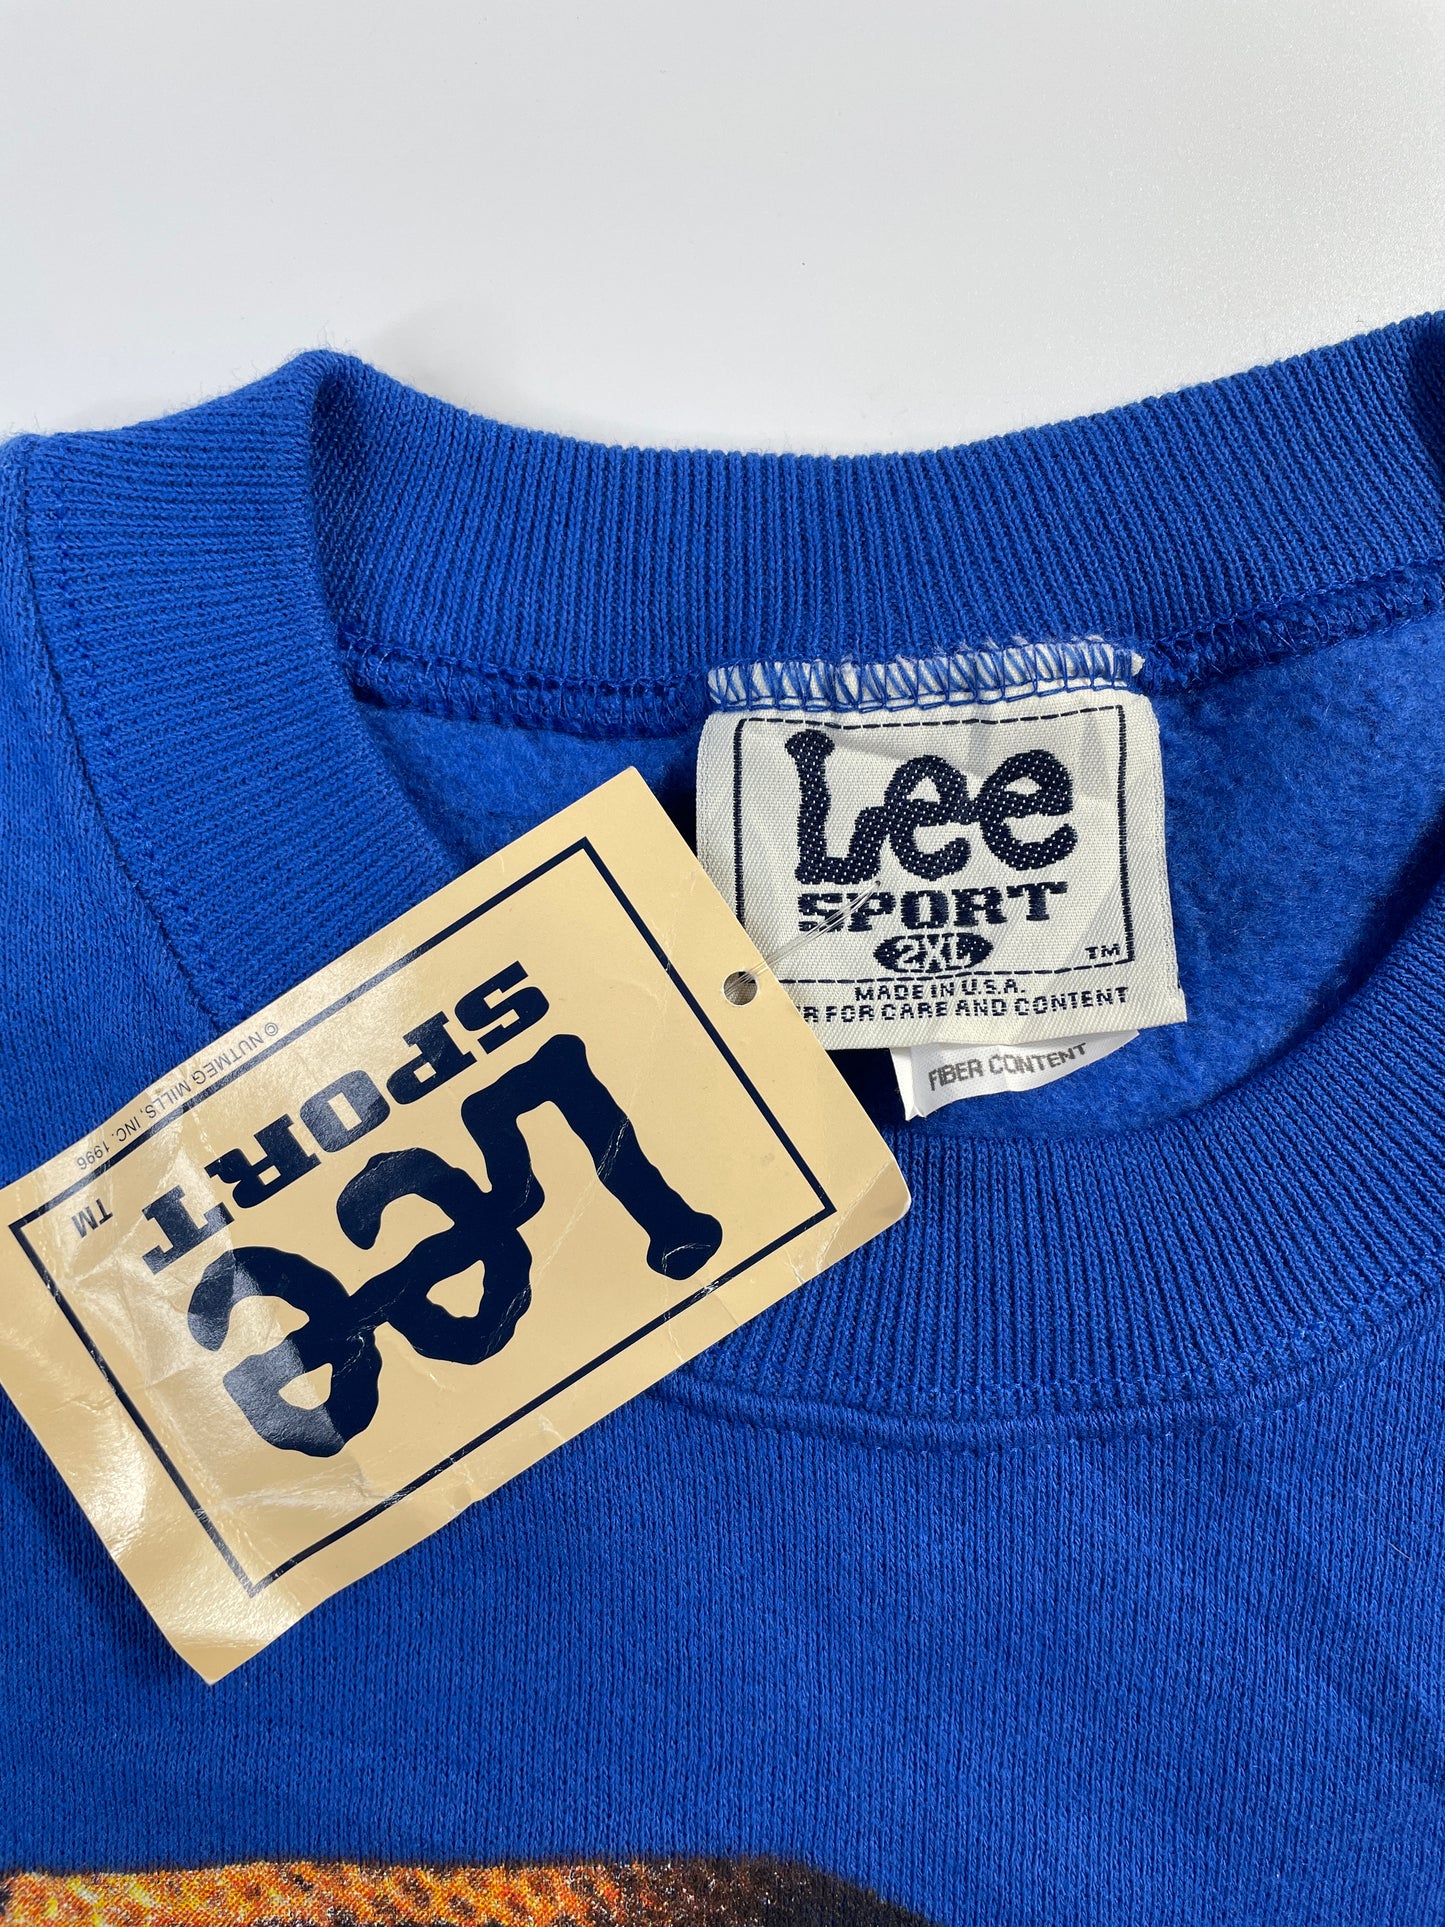 Lee
SPORT
2XL
TM
MADE IN U.S.A.
FOR CARE AND CONTENT
FIBER CONTENT
Lee
SPORT
TM
© NUTMEG MILLS, INC. 1996